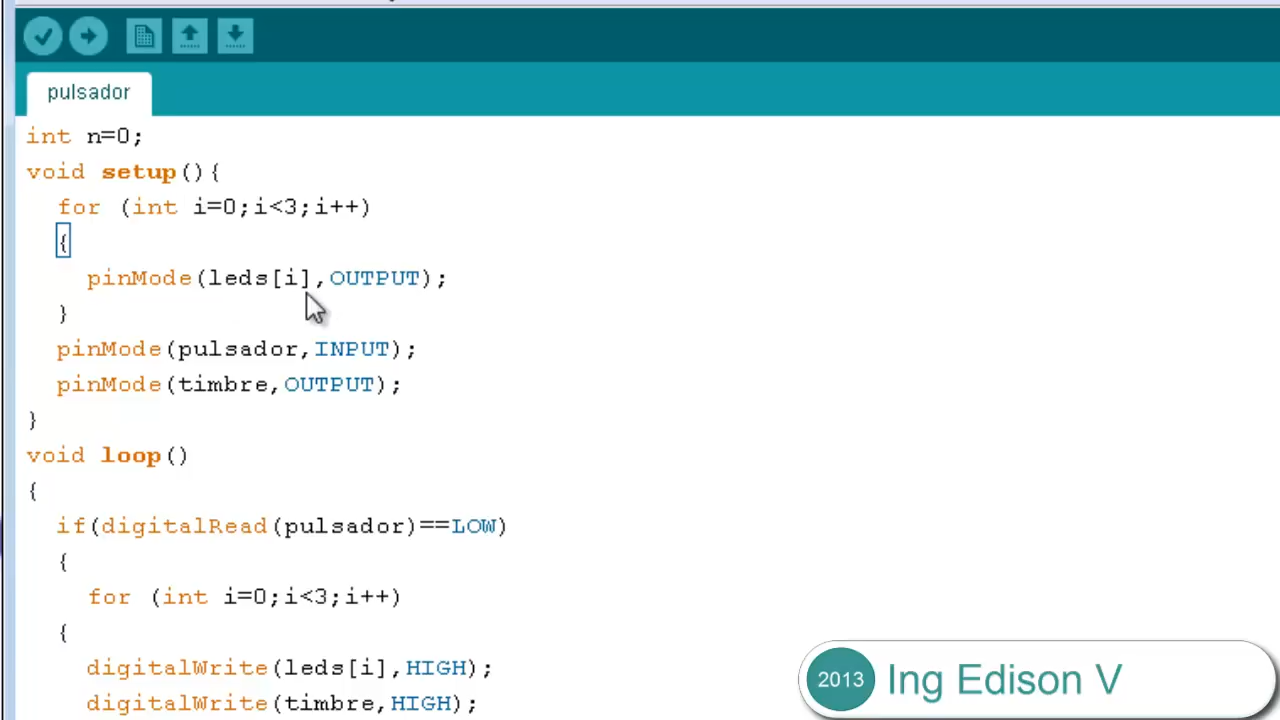 pulsador
int n=0;
void setup(){
for (int i=0;i<3;i++)
{
pinMode(leds[i],OUTPUT);
}
pinMode(pulsador,INPUT);
pinMode(timbre,OUTPUT);
}
void loop()
{
if(digitalRead(pulsador)==LOW)
{
for (int i=0;i<3;i++)
{
digitalWrite(leds[i],HIGH);
digitalWrite(timbre,HIGH);
2013 Ing Edison V